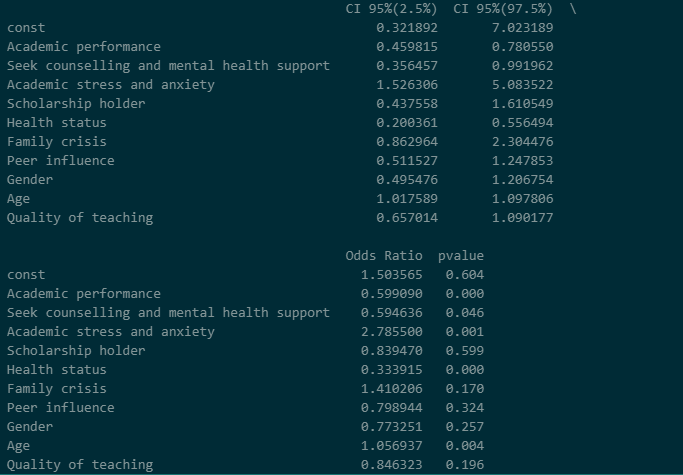 CI 95%(2.5%) CI 95%(97.5%) \
const 0.321892 7.023189
Academic performance 0.459815 0.780550
Seek counselling and mental health support 0.356457 0.991962
Academic stress and anxiety 1.526306 5.083522
Scholarship holder 0.437558 1.610549
Health status 0.200361 0.556494
Family crisis 0.862964 2.304476
Peer influence 0.511527 1.247853
Gender 0.495476 1.206754
Age 1.017589 1.097806
Quality of teaching 0.657014 1.090177
Odds Ratio pvalue
const 1.503565 0.604
Academic performance 0.599090 0.000
Seek counselling and mental health support 0.594636 0.046
Academic stress and anxiety 2.785500 0.001
Scholarship holder 0.839470 0.599
Health status 0.333915 0.000
Family crisis 1.410206 0.170
Peer influence 0.798944 0.324
Gender 0.773251 0.257
Age 1.056937 0.004
Quality of teaching 0.846323 0.196